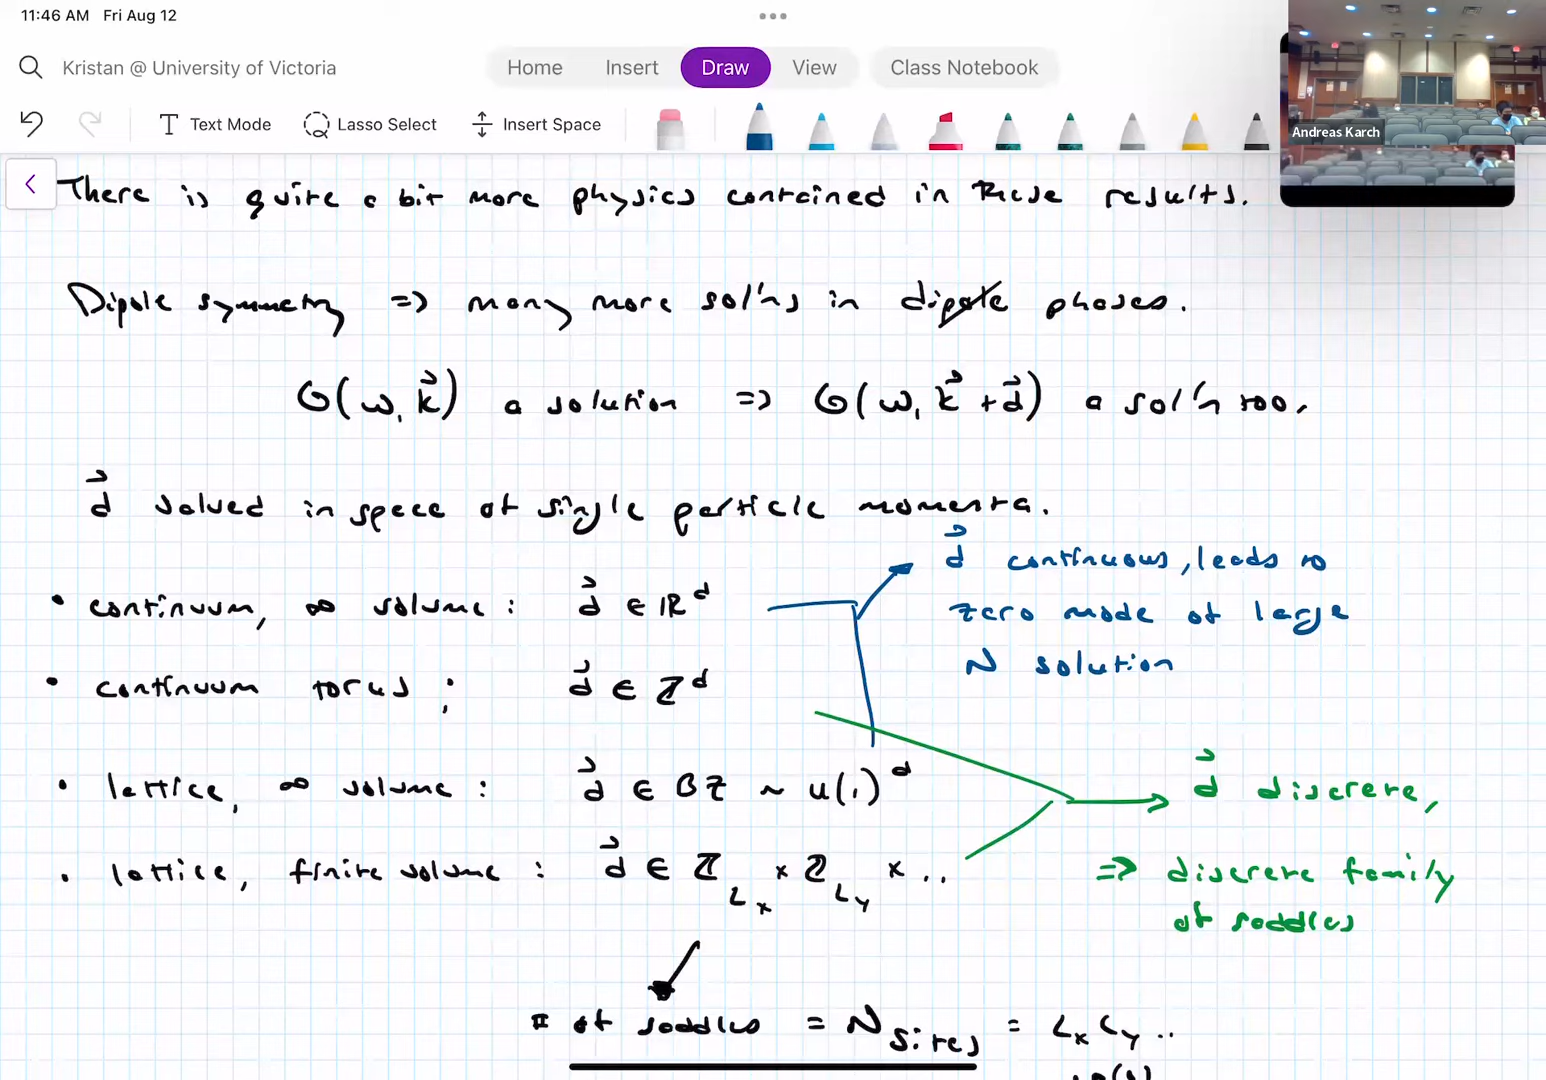 11:46 AM Fri Aug 12
Kristan @ University of Victoria
Home Insert Draw View Class Notebook
Text Mode Lasso Select Insert Space
Andreas Karch
There is quite a bit more physics contained in these results.
Dipole symmetry => many more sol'ns in dipole phases.
G(ω, k⃗) a solution => G(ω, k⃗ + d⃗) a sol'n too.
d⃗ valued in space of single particle momenta.
• continuum, ∞ volume : d⃗ ∈ ℝ^d
d⃗ continuous, leads to
zero mode of large
N solution
• continuum torus ; d⃗ ∈ ℤ^d
• lattice, ∞ volume : d⃗ ∈ BZ ~ U(1)^d
d⃗ discrete,
• lattice, finite volume : d⃗ ∈ ℤ_Lx × ℤ_Ly × ..
=> discrete family
of saddles
# of saddles = N_sites = Lx Ly ..